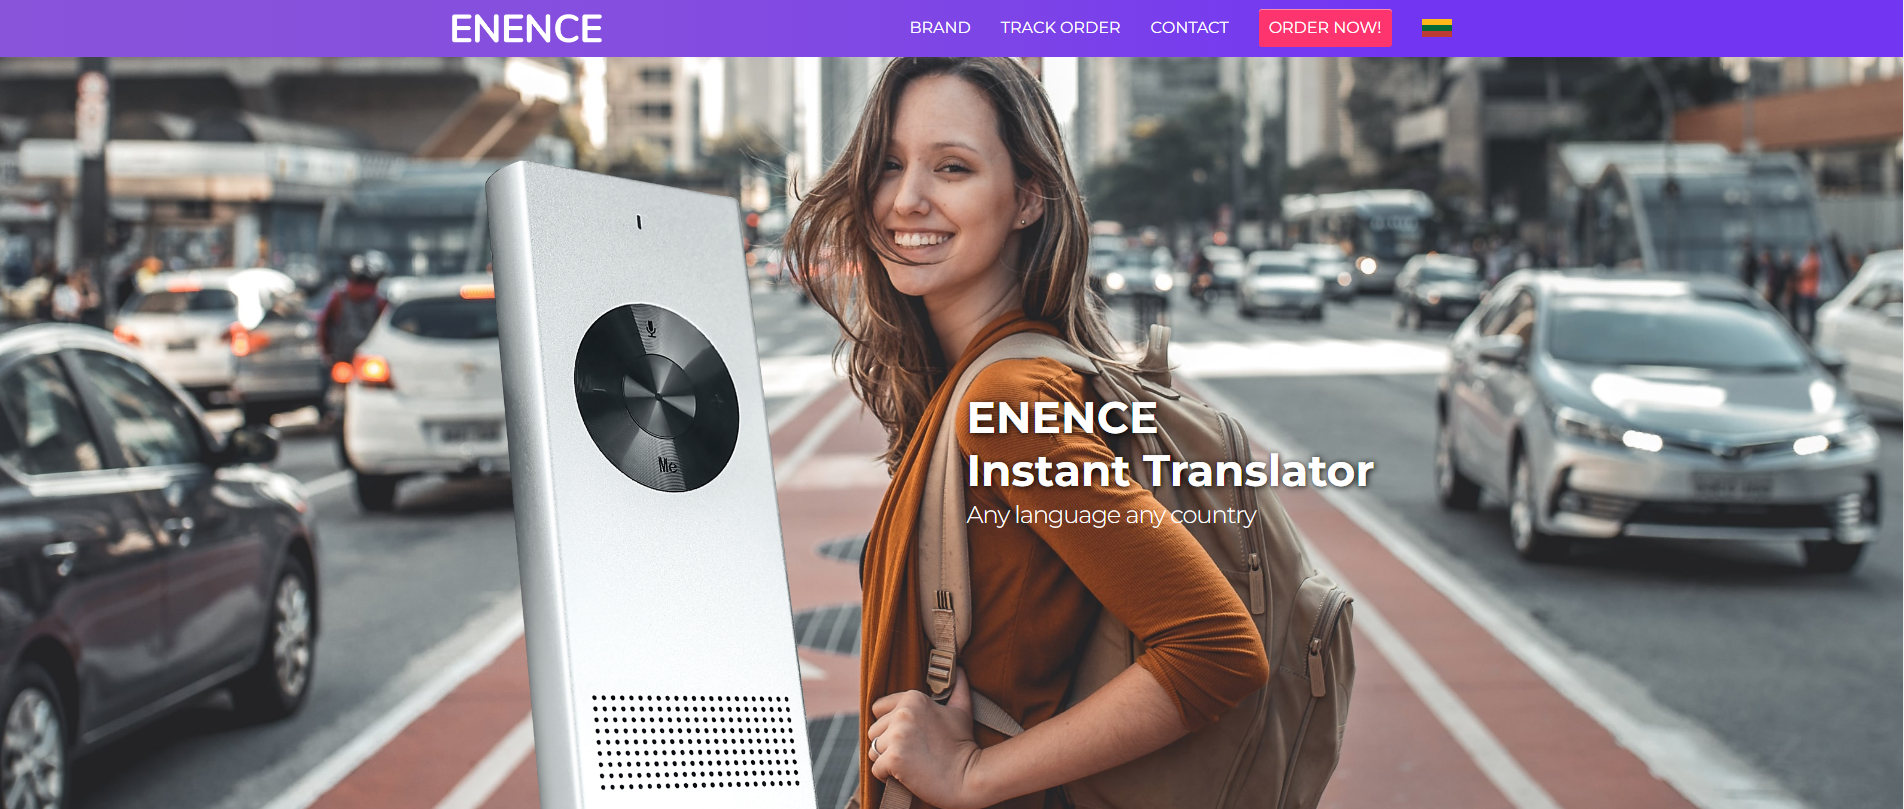 ENENCE
BRAND
TRACK ORDER
CONTACT
ORDER NOW!
Me
ENENCE
Instant Translator
Any language any country